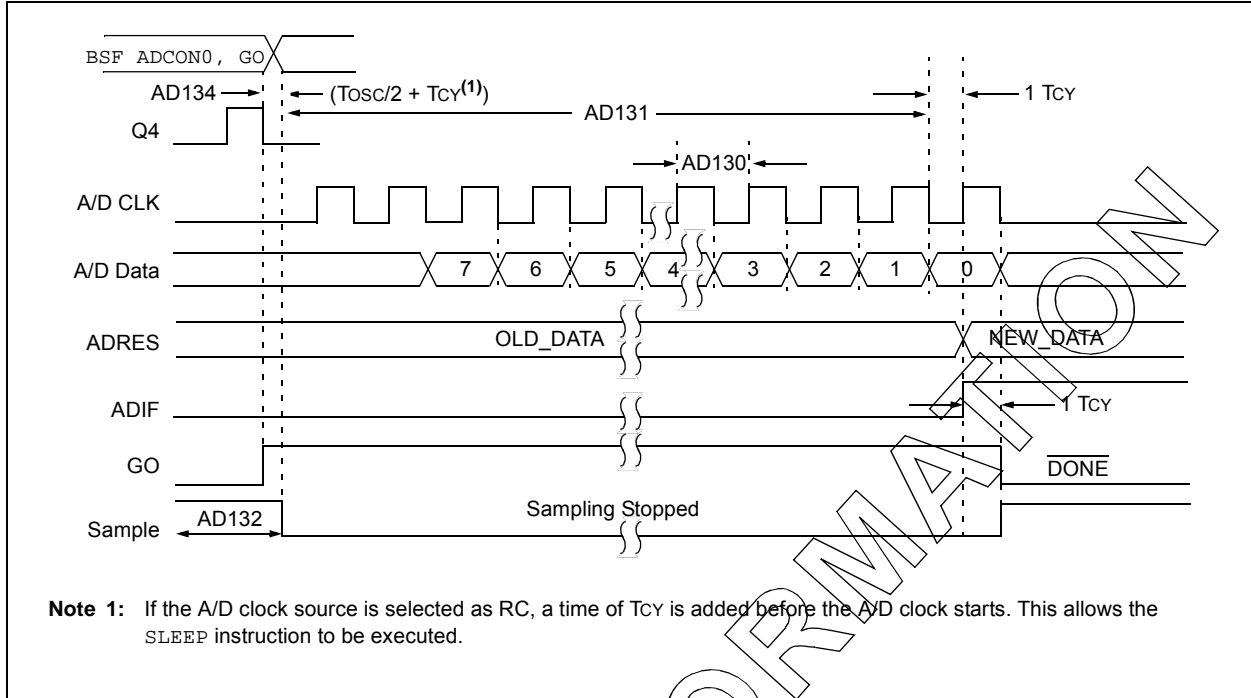 BSF ADCON0, GO
AD134 (TOSC/2 + TCY(1)) 1 TCY
AD131
Q4
AD130
A/D CLK
A/D Data 7 6 5 4 3 2 1 0
ADRES OLD_DATA NEW_DATA
ADIF 1 TCY
GO DONE
Sample AD132 Sampling Stopped
Note 1: If the A/D clock source is selected as RC, a time of TCY is added before the A/D clock starts. This allows the
SLEEP instruction to be executed.
ORMATION